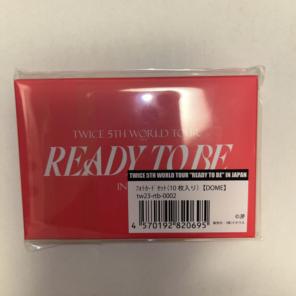 TWICE 5TH WORLD TOUR
READY TO BE
IN
TWICE 5TH WORLD TOUR "READY TO BE" IN JAPAN
ﾌｫﾄｶｰﾄﾞ ｾｯﾄ(10枚入り)【DOME】
tw23-rtb-0002
4 570192 820695